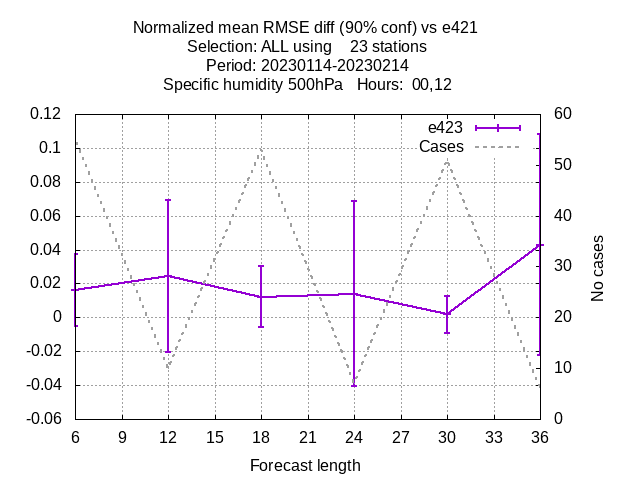 Normalized mean RMSE diff (90% conf) vs e421
Selection: ALL using    23 stations
Period: 20230114-20230214
Specific humidity 500hPa   Hours:  00,12
e423
Cases
0.12
0.1
0.08
0.06
0.04
0.02
0
-0.02
-0.04
-0.06
60
50
40
30
20
10
0
No cases
6 9 12 15 18 21 24 27 30 33 36
Forecast length